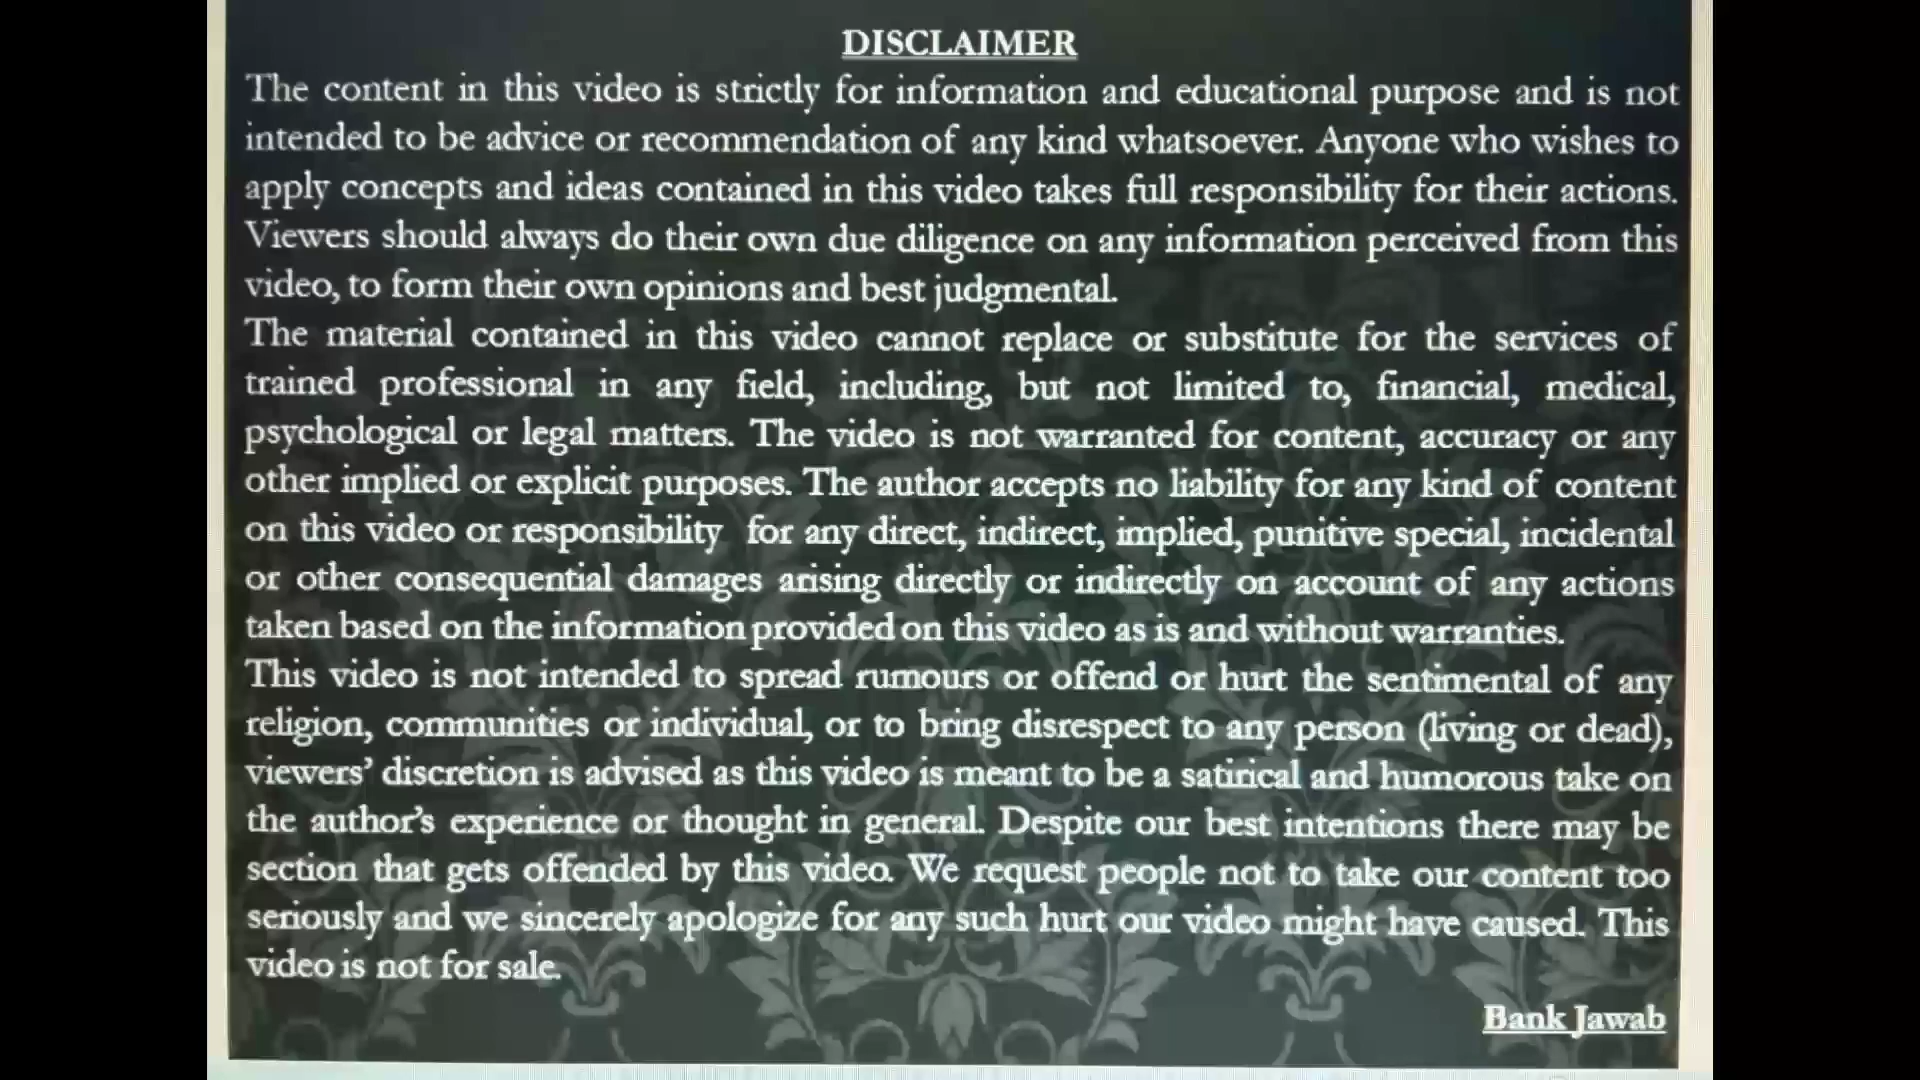 DISCLAIMER
The content in this video is strictly for information and educational purpose and is not
intended to be advice or recommendation of any kind whatsoever. Anyone who wishes to
apply concepts and ideas contained in this video takes full responsibility for their actions.
Viewers should always do their own due diligence on any information perceived from this
video, to form their own opinions and best judgmental.
The material contained in this video cannot replace or substitute for the services of
trained professional in any field, including, but not limited to, financial, medical,
psychological or legal matters. The video is not warranted for content, accuracy or any
other implied or explicit purposes. The author accepts no liability for any kind of content
on this video or responsibility for any direct, indirect, implied, punitive special, incidental
or other consequential damages arising directly or indirectly on account of any actions
taken based on the information provided on this video as is and without warranties.
This video is not intended to spread rumours or offend or hurt the sentimental of any
religion, communities or individual, or to bring disrespect to any person (living or dead),
viewers' discretion is advised as this video is meant to be a satirical and humorous take on
the author's experience or thought in general. Despite our best intentions there may be
section that gets offended by this video. We request people not to take our content too
seriously and we sincerely apologize for any such hurt our video might have caused. This
video is not for sale.
Bank Jawab